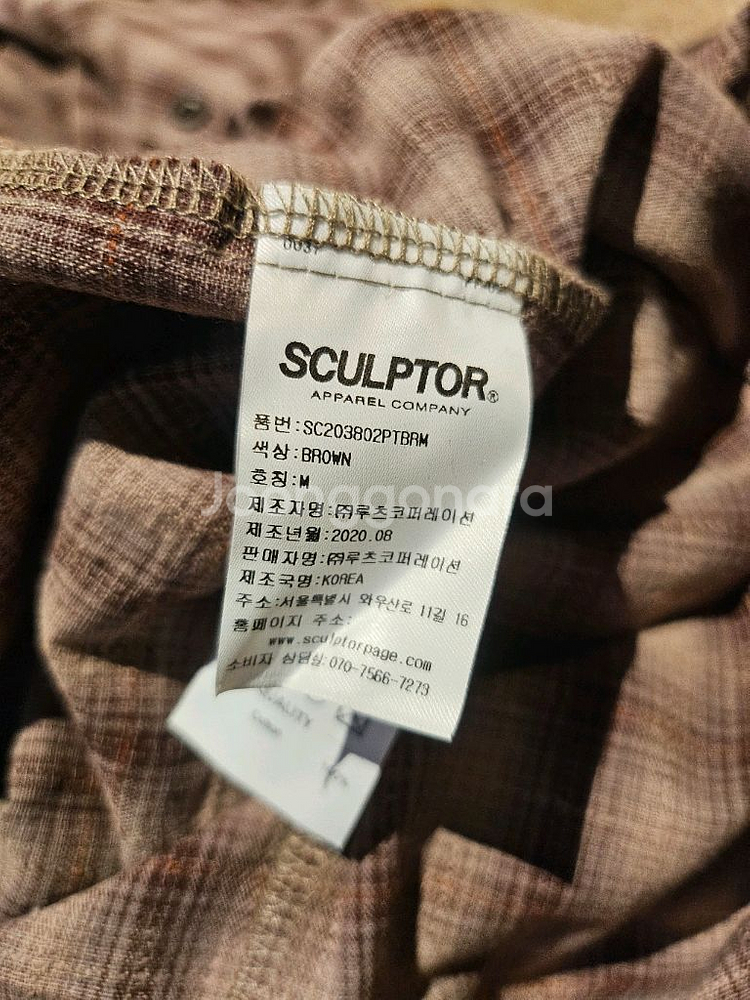 0037
SCULPTOR®
APPAREL COMPANY
품번:SC203802PTBRM
색상:BROWN
호칭:M
Joonggonara
제조자명:㈜루츠코퍼레이션
제조년월:2020.08
판매자명:㈜루츠코퍼레이션
제조국명:KOREA
주소:서울특별시 와우산로 11길 16
홈페이지 주소:
www.sculptorpage.com
소비자 상담실:070-7566-7273